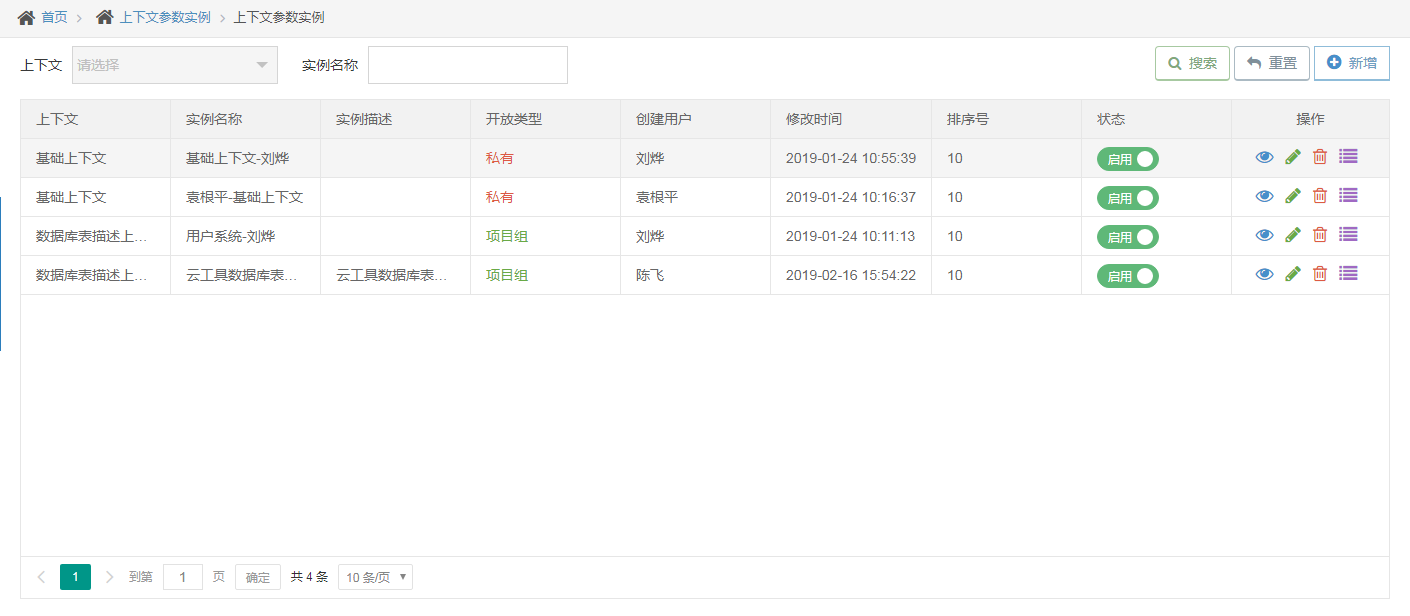 首页 上下文参数实例 上下文参数实例
上下文 请选择 实例名称 搜索 重置 新增
上下文 实例名称 实例描述 开放类型 创建用户 修改时间 排序号 状态 操作
基础上下文 基础上下文-刘烨 私有 刘烨 2019-01-24 10:55:39 10 启用
基础上下文 袁根平-基础上下文 私有 袁根平 2019-01-24 10:16:37 10 启用
数据库表描述上... 用户系统-刘烨 项目组 刘烨 2019-01-24 10:11:13 10 启用
数据库表描述上... 云工具数据库表... 云工具数据库表... 项目组 陈飞 2019-02-16 15:54:22 10 启用
1 到第 1 页 确定 共 4 条 10 条/页